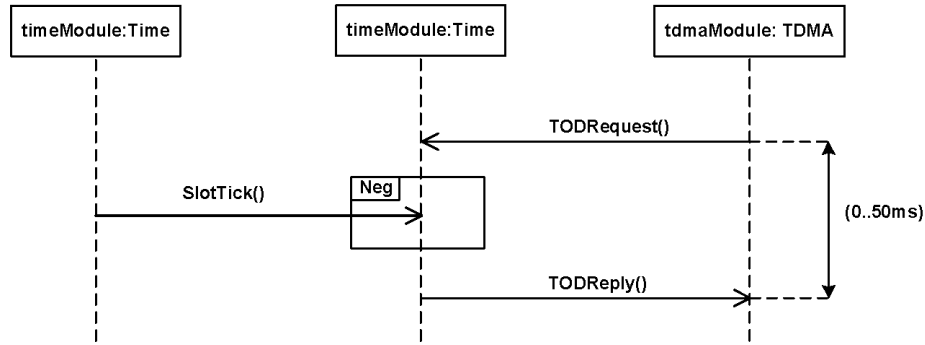 timeModule:Time
timeModule:Time
tdmaModule: TDMA
TODRequest()
Neg
SlotTick()
(0..50ms)
TODReply()